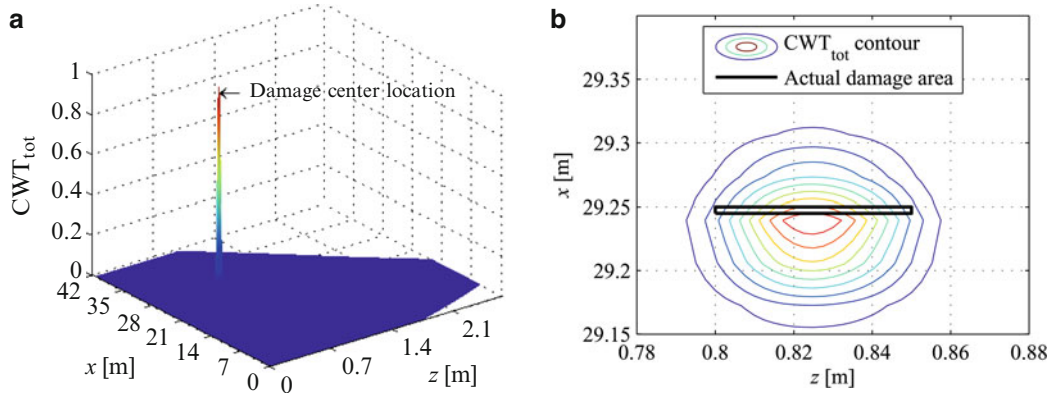 a
1
0.8
0.6
0.4
0.2
0
CWT_tot
Damage center location
42
35
28
21
14
7
0
x [m]
0
0.7
1.4
2.1
z [m]
b
CWT_tot contour
Actual damage area
29.35
29.3
29.25
29.2
29.15
x [m]
0.78
0.8
0.82
0.84
0.86
0.88
z [m]